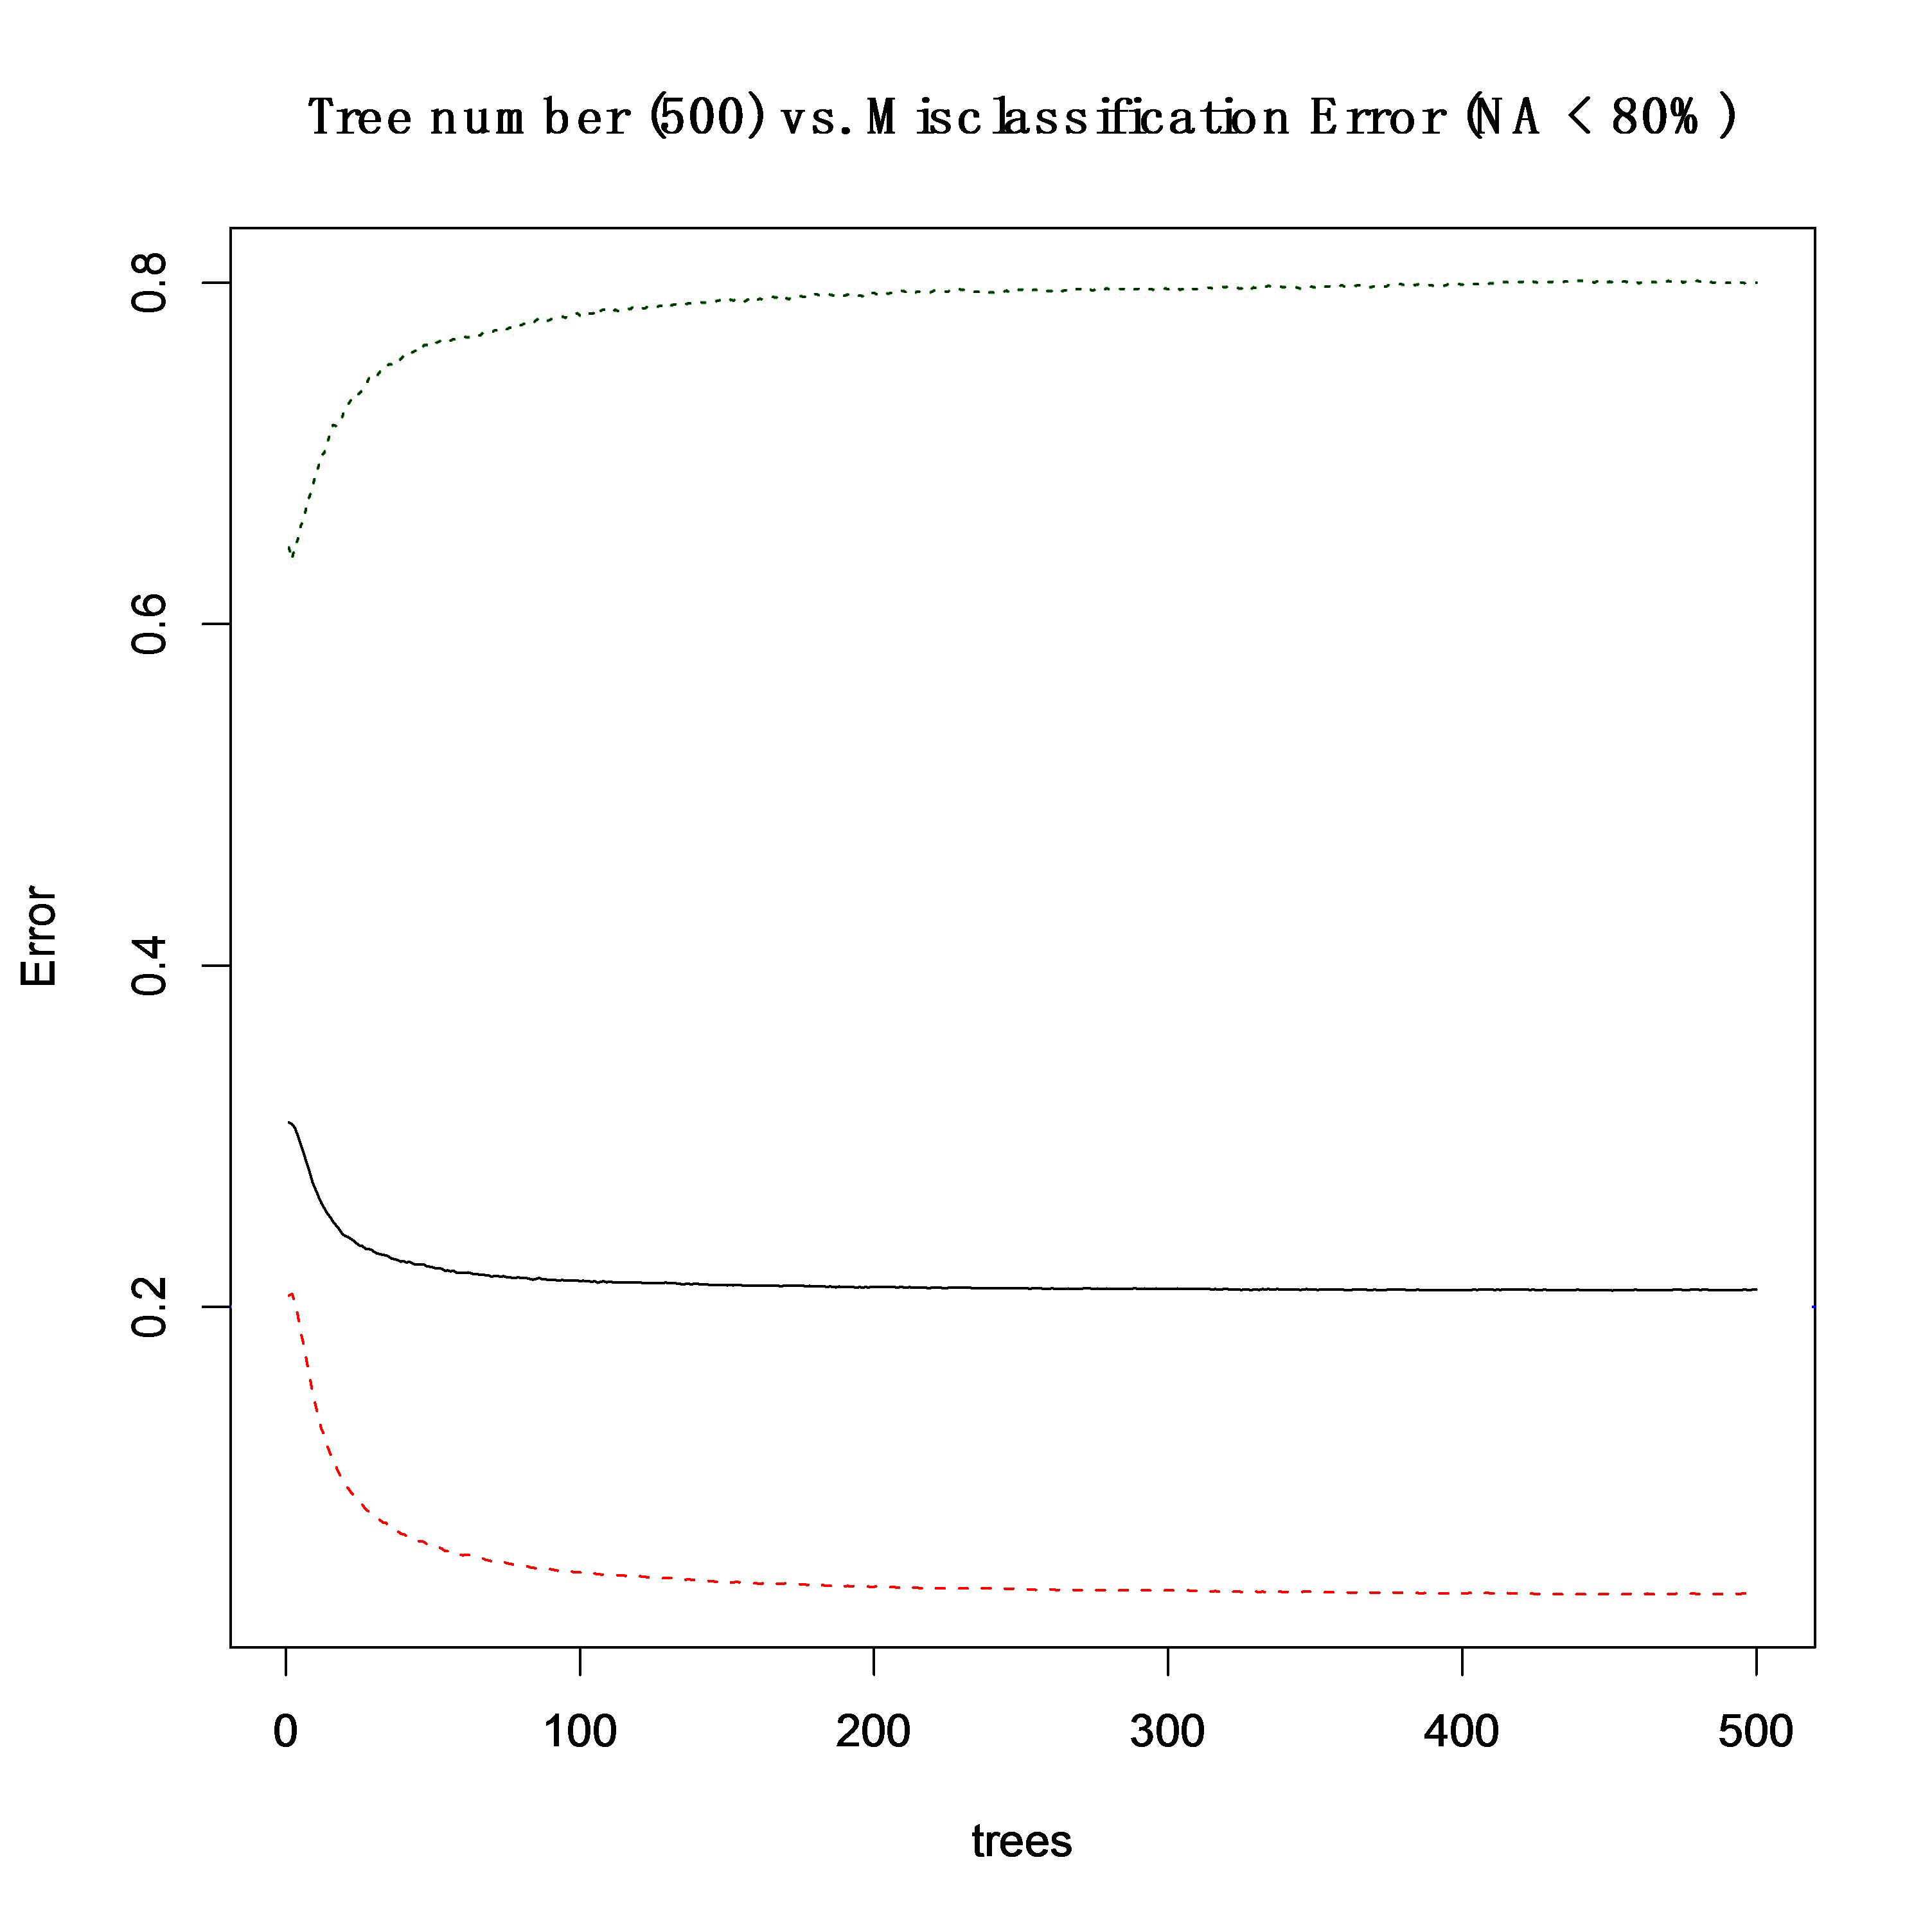 Tree number (500) vs. Misclassification Error (NA < 80%)
0.8
0.6
0.4
0.2
Error
0 100 200 300 400 500
trees